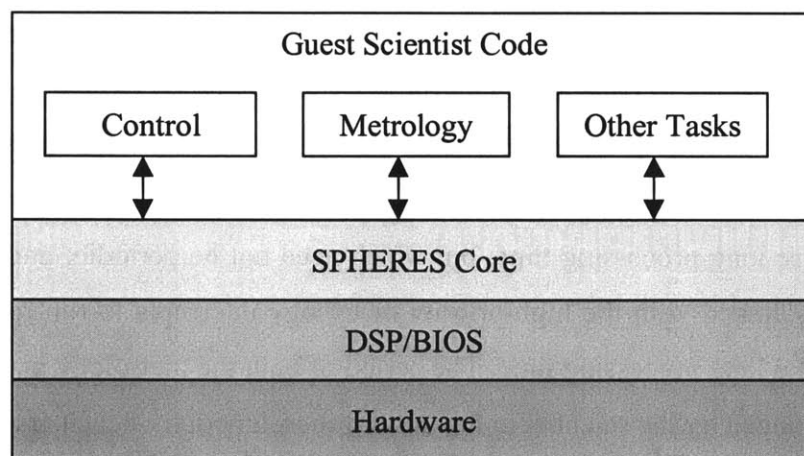 Guest Scientist Code
Control
Metrology
Other Tasks
SPHERES Core
DSP/BIOS
Hardware